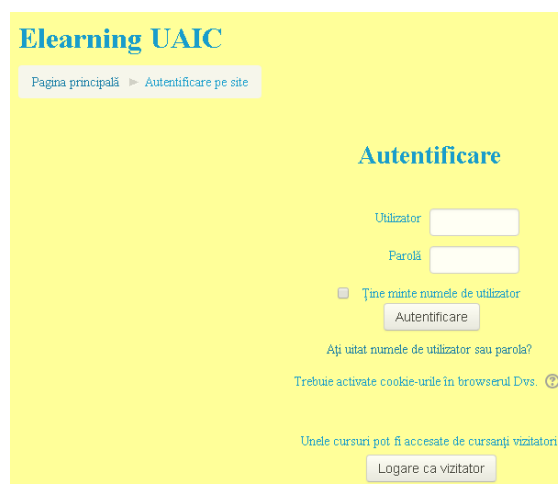 Elearning UAIC
Pagina principală ► Autentificare pe site
Autentificare
Utilizator
Parolă
Ţine minte numele de utilizator
Autentificare
Aţi uitat numele de utilizator sau parola?
Trebuie activate cookie-urile în browserul Dvs. ?
Unele cursuri pot fi accesate de cursanţi vizitatori
Logare ca vizitator